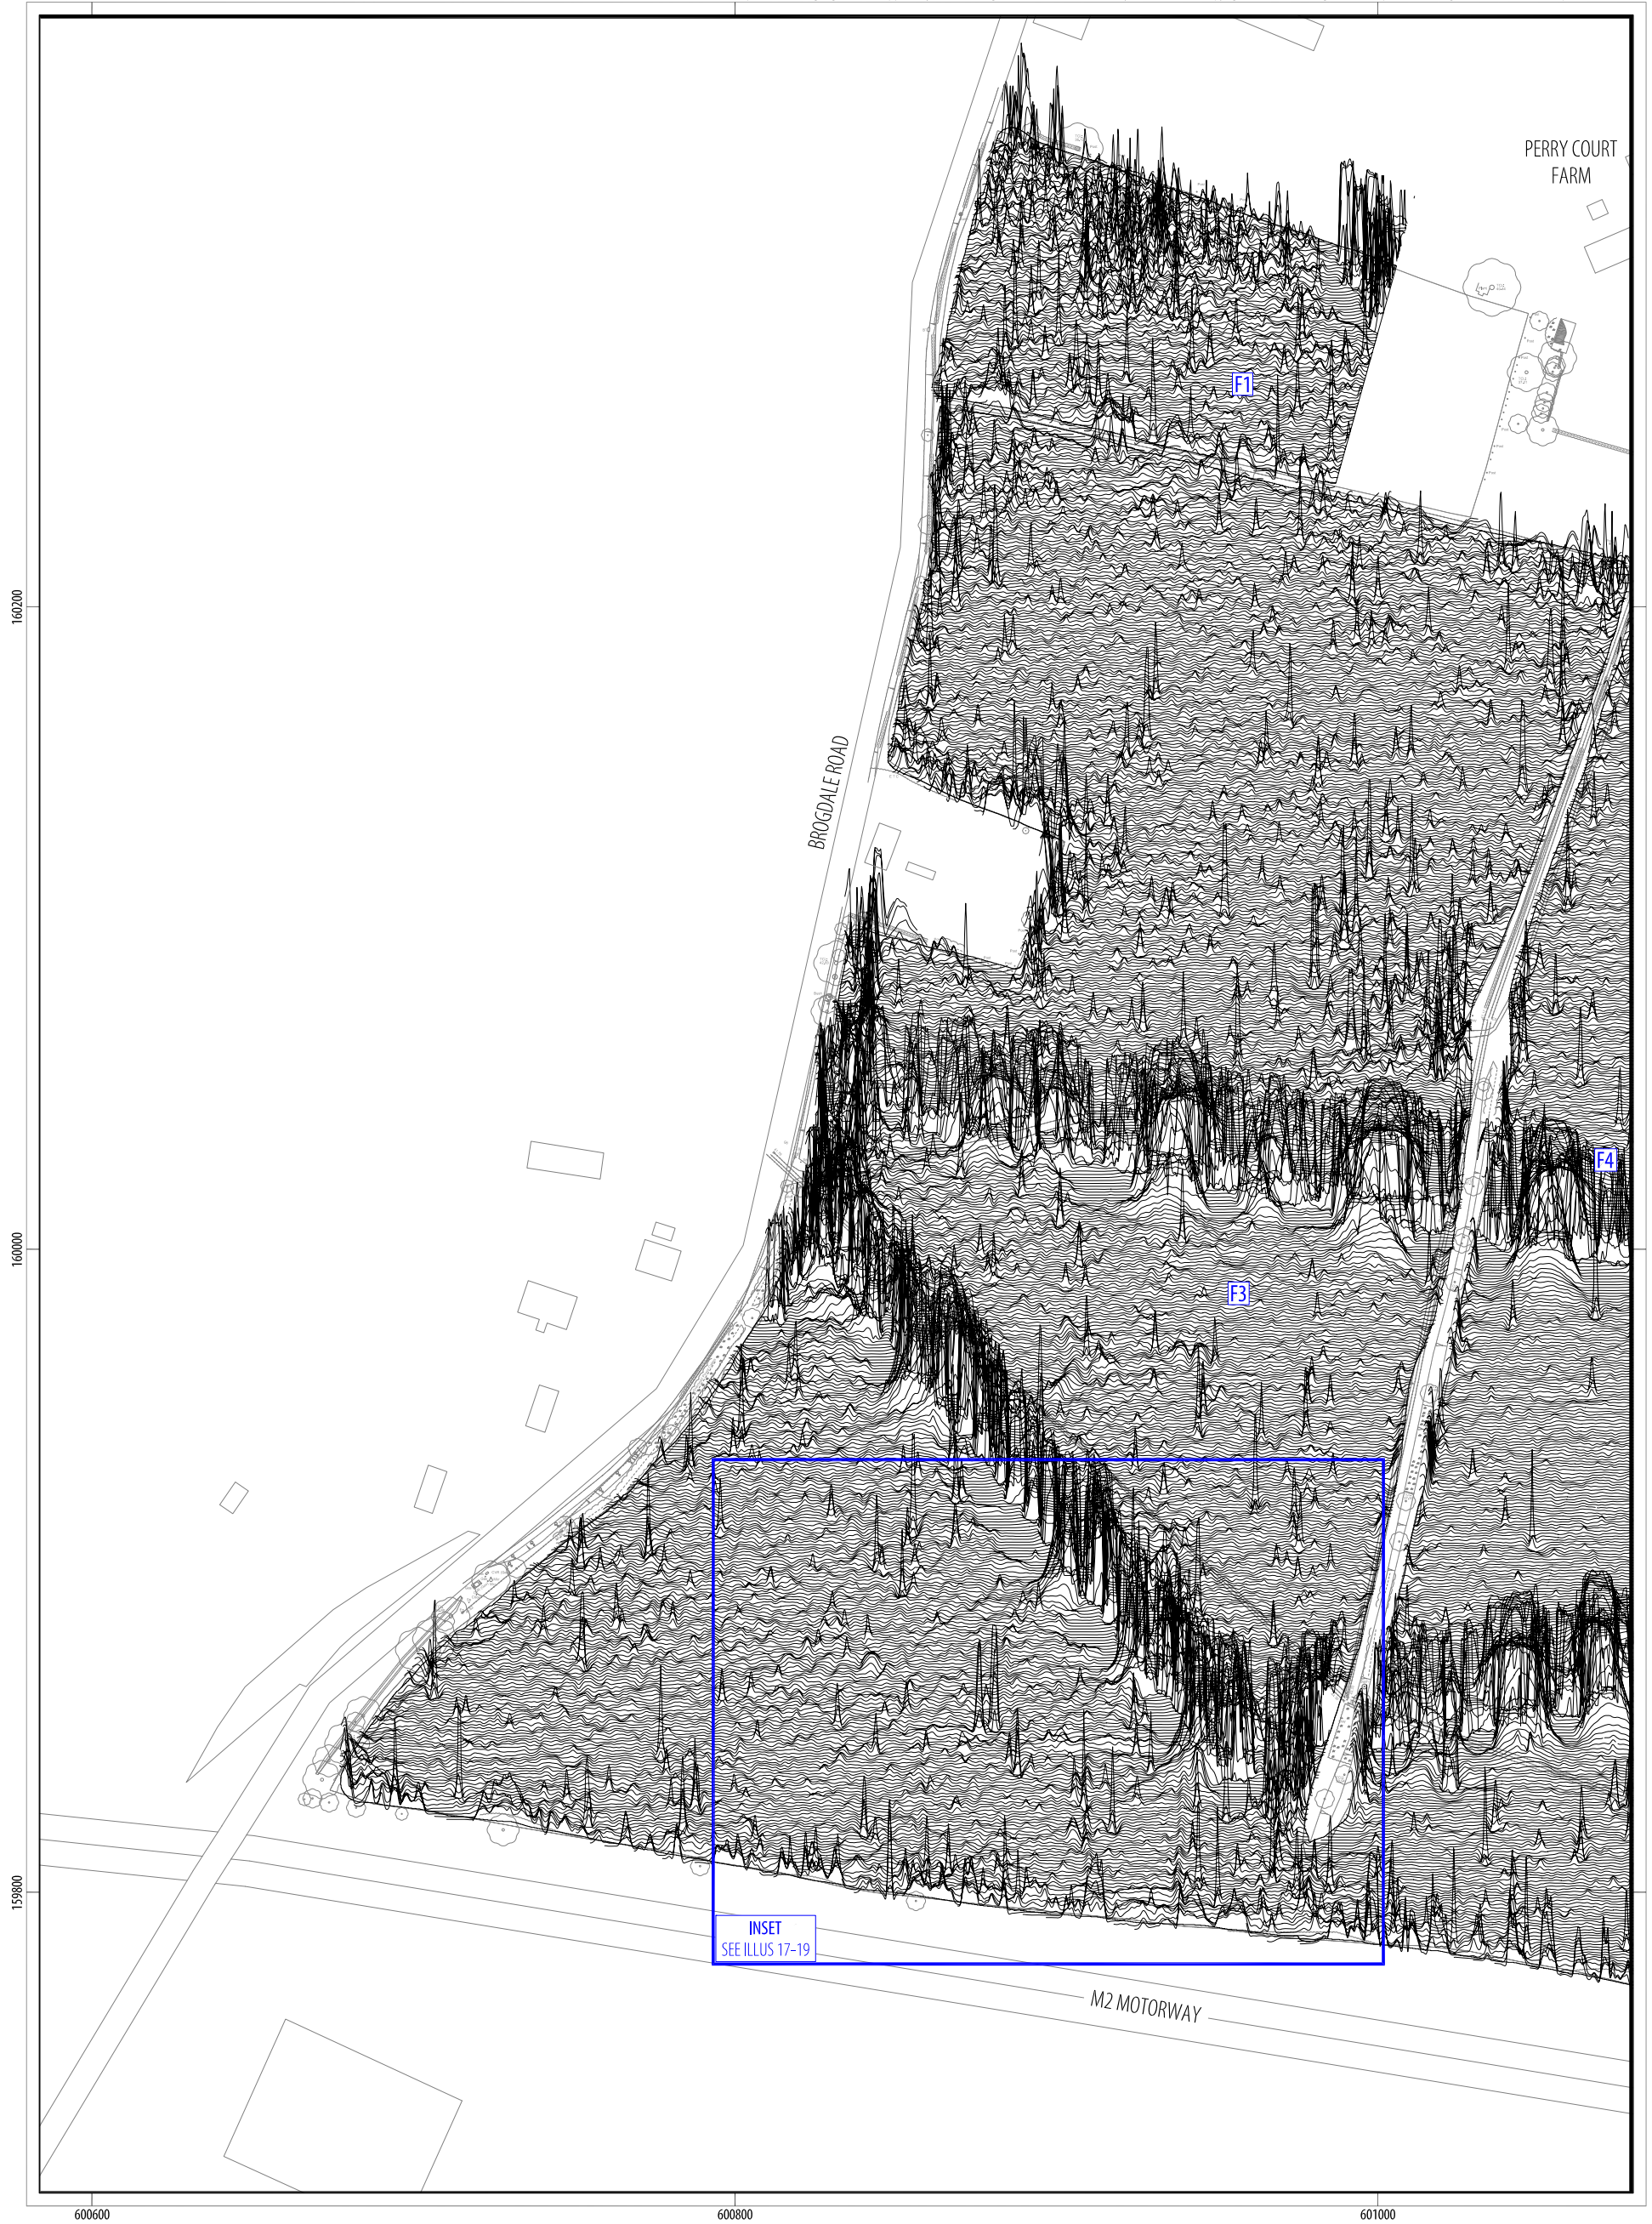 PERRY COURT
FARM
F1
160200
BROGDALE ROAD
F4
160000
F3
159800
INSET
SEE ILLUS 17-19
M2 MOTORWAY
600600
600800
601000